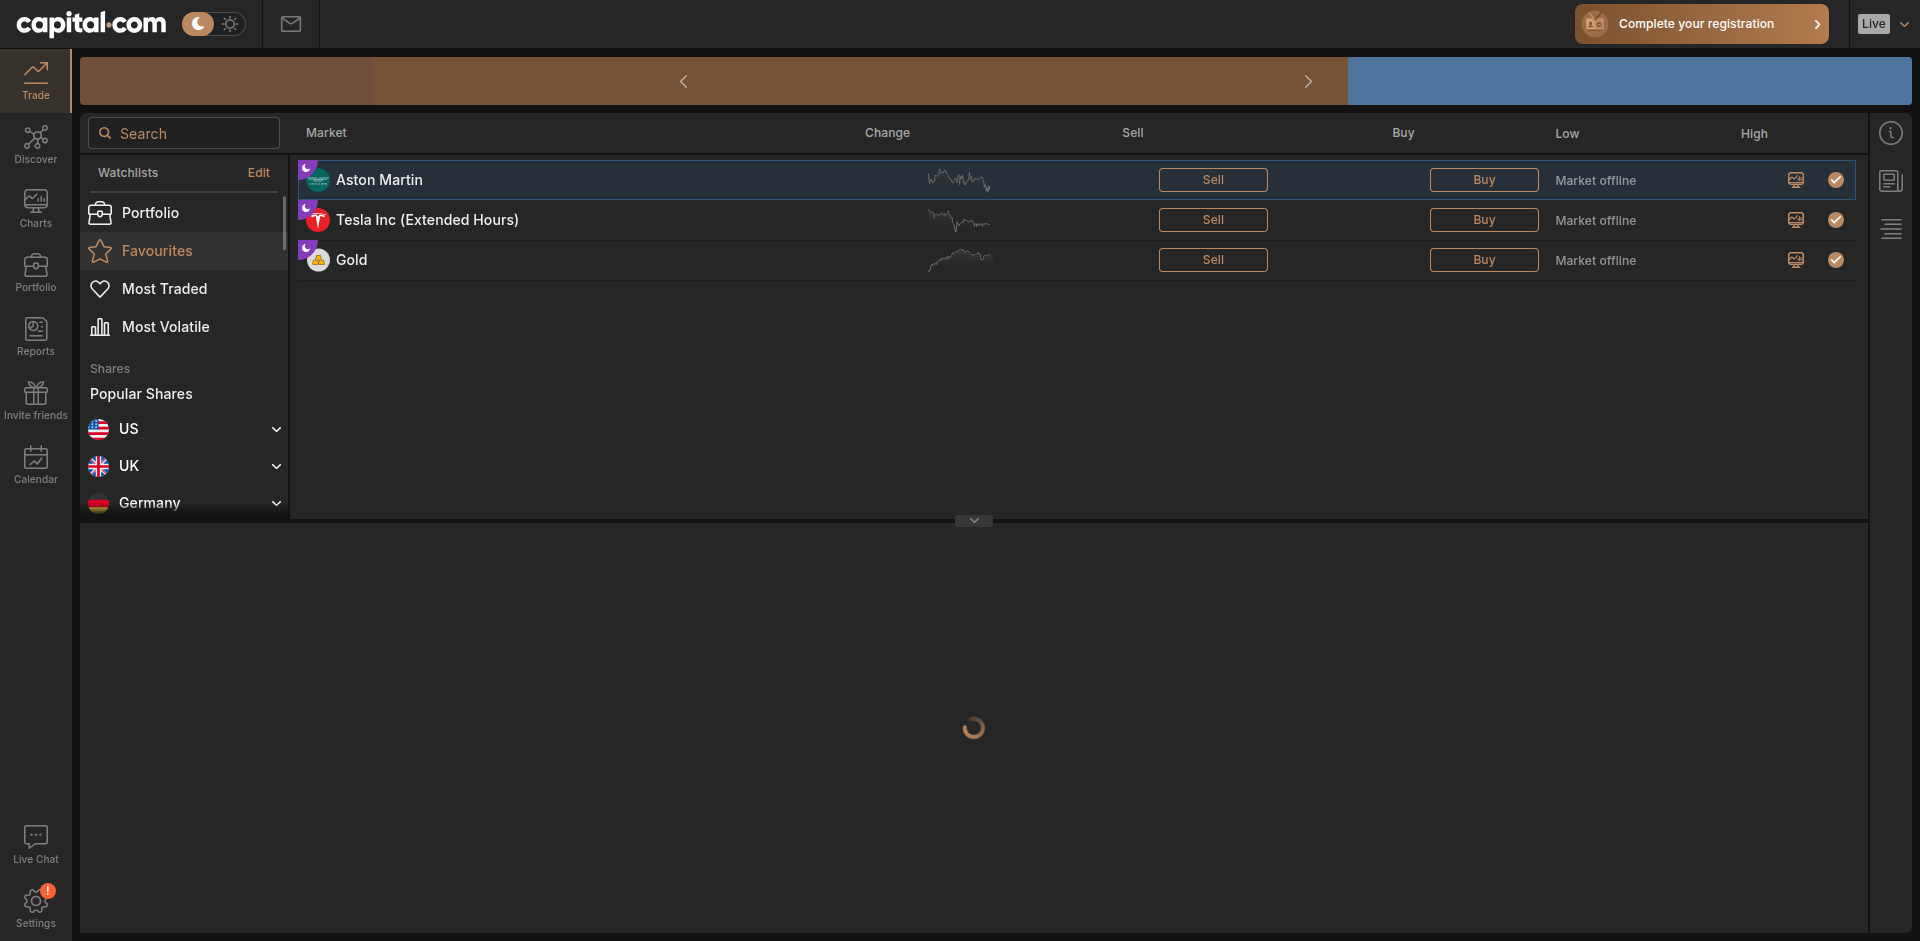 capital.com
Complete your registration
Live
Trade
Discover
Charts
Portfolio
Reports
Invite friends
Calendar
Live Chat
Settings
Search
Market Change Sell Buy Low High
Watchlists Edit
Portfolio
Favourites
Most Traded
Most Volatile
Shares
Popular Shares
US
UK
Germany
Aston Martin Sell Buy Market offline
Tesla Inc (Extended Hours) Sell Buy Market offline
Gold Sell Buy Market offline